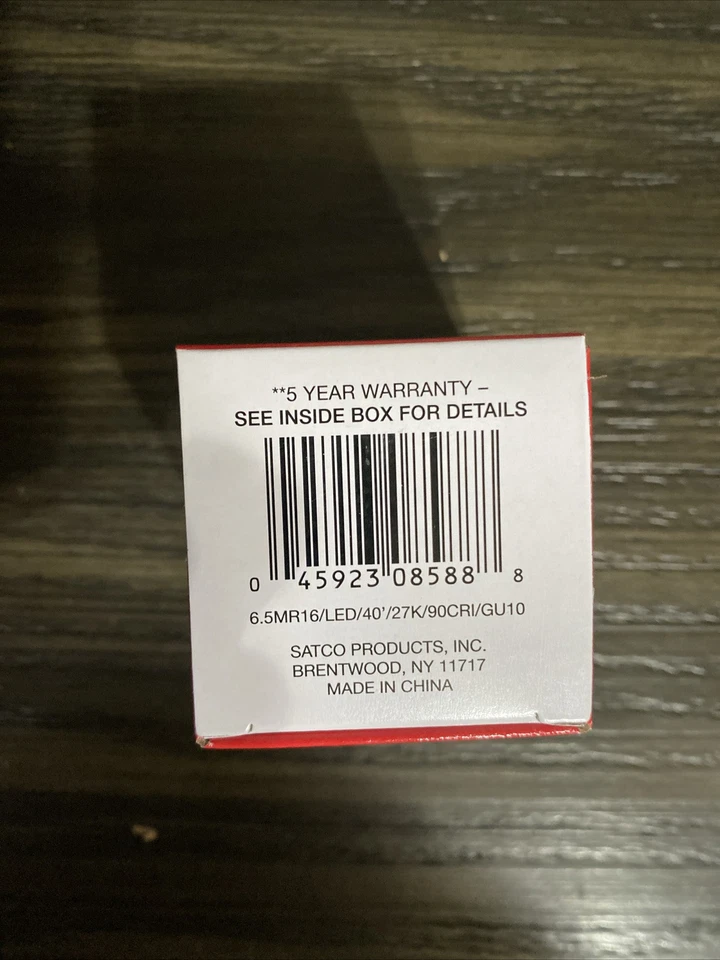 **5 YEAR WARRANTY –
SEE INSIDE BOX FOR DETAILS
0 45923 08588 8
6.5MR16/LED/40'/27K/90CRI/GU10
SATCO PRODUCTS, INC.
BRENTWOOD, NY 11717
MADE IN CHINA